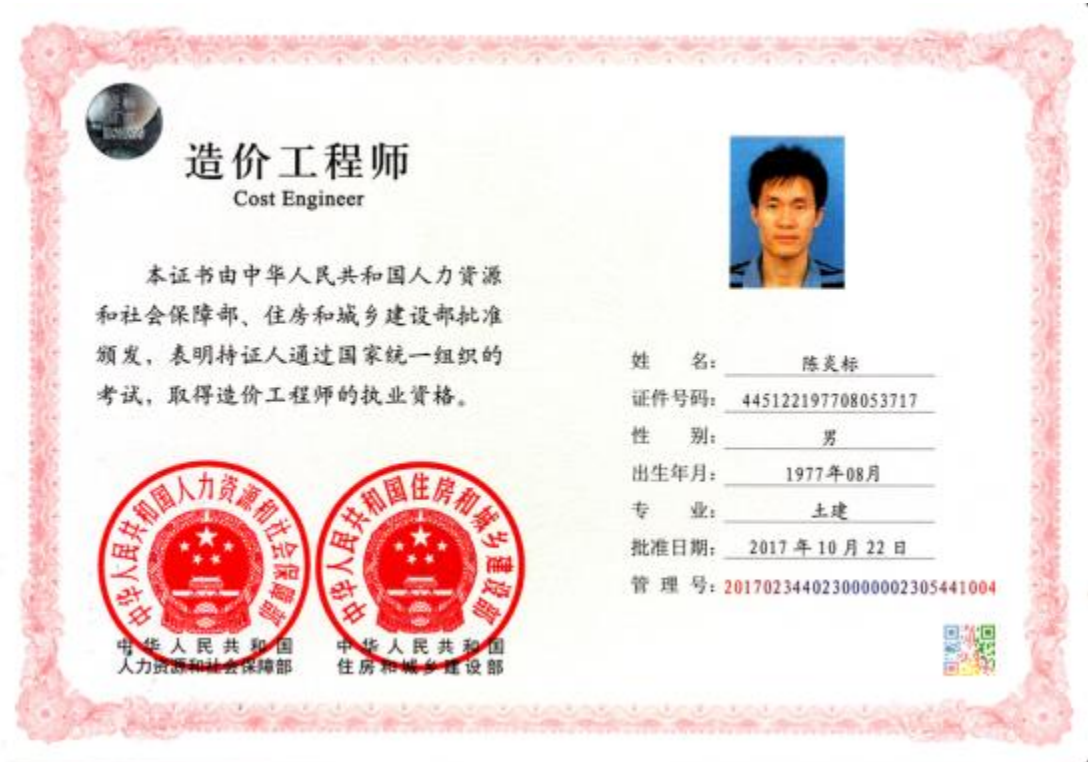 造价工程师
Cost Engineer
本证书由中华人民共和国人力资源
和社会保障部、住房和城乡建设部批准
颁发，表明持证人通过国家统一组织的
考试，取得造价工程师的执业资格。
中华人民共和国人力资源和社会保障部
中华人民共和国住房和城乡建设部
中华人民共和国
人力资源和社会保障部
中华人民共和国
住房和城乡建设部
姓 名： 陈炎标
证件号码： 445122197708053717
性 别： 男
出生年月： 1977年08月
专 业： 土建
批准日期： 2017年10月22日
管理号：2017023440230000002305441004